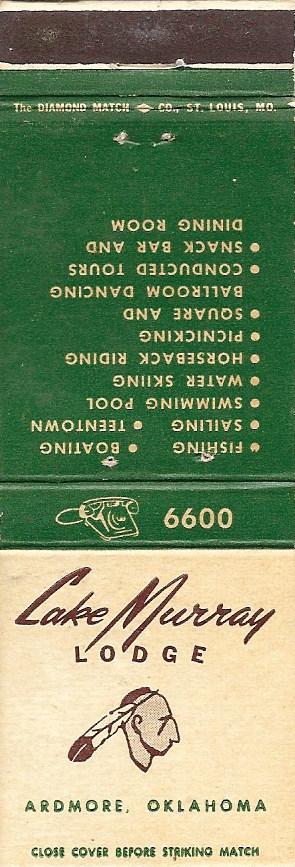 The DIAMOND MATCH CO., ST. LOUIS, MO.
• FISHING • BOATING
• SAILING • TEENTOWN
• SWIMMING POOL
• WATER SKIING
• HORSEBACK RIDING
• PICNICKING
• SQUARE AND
BALLROOM DANCING
• CONDUCTED TOURS
• SNACK BAR AND
DINING ROOM
6600
Lake Murray
LODGE
ARDMORE, OKLAHOMA
CLOSE COVER BEFORE STRIKING MATCH